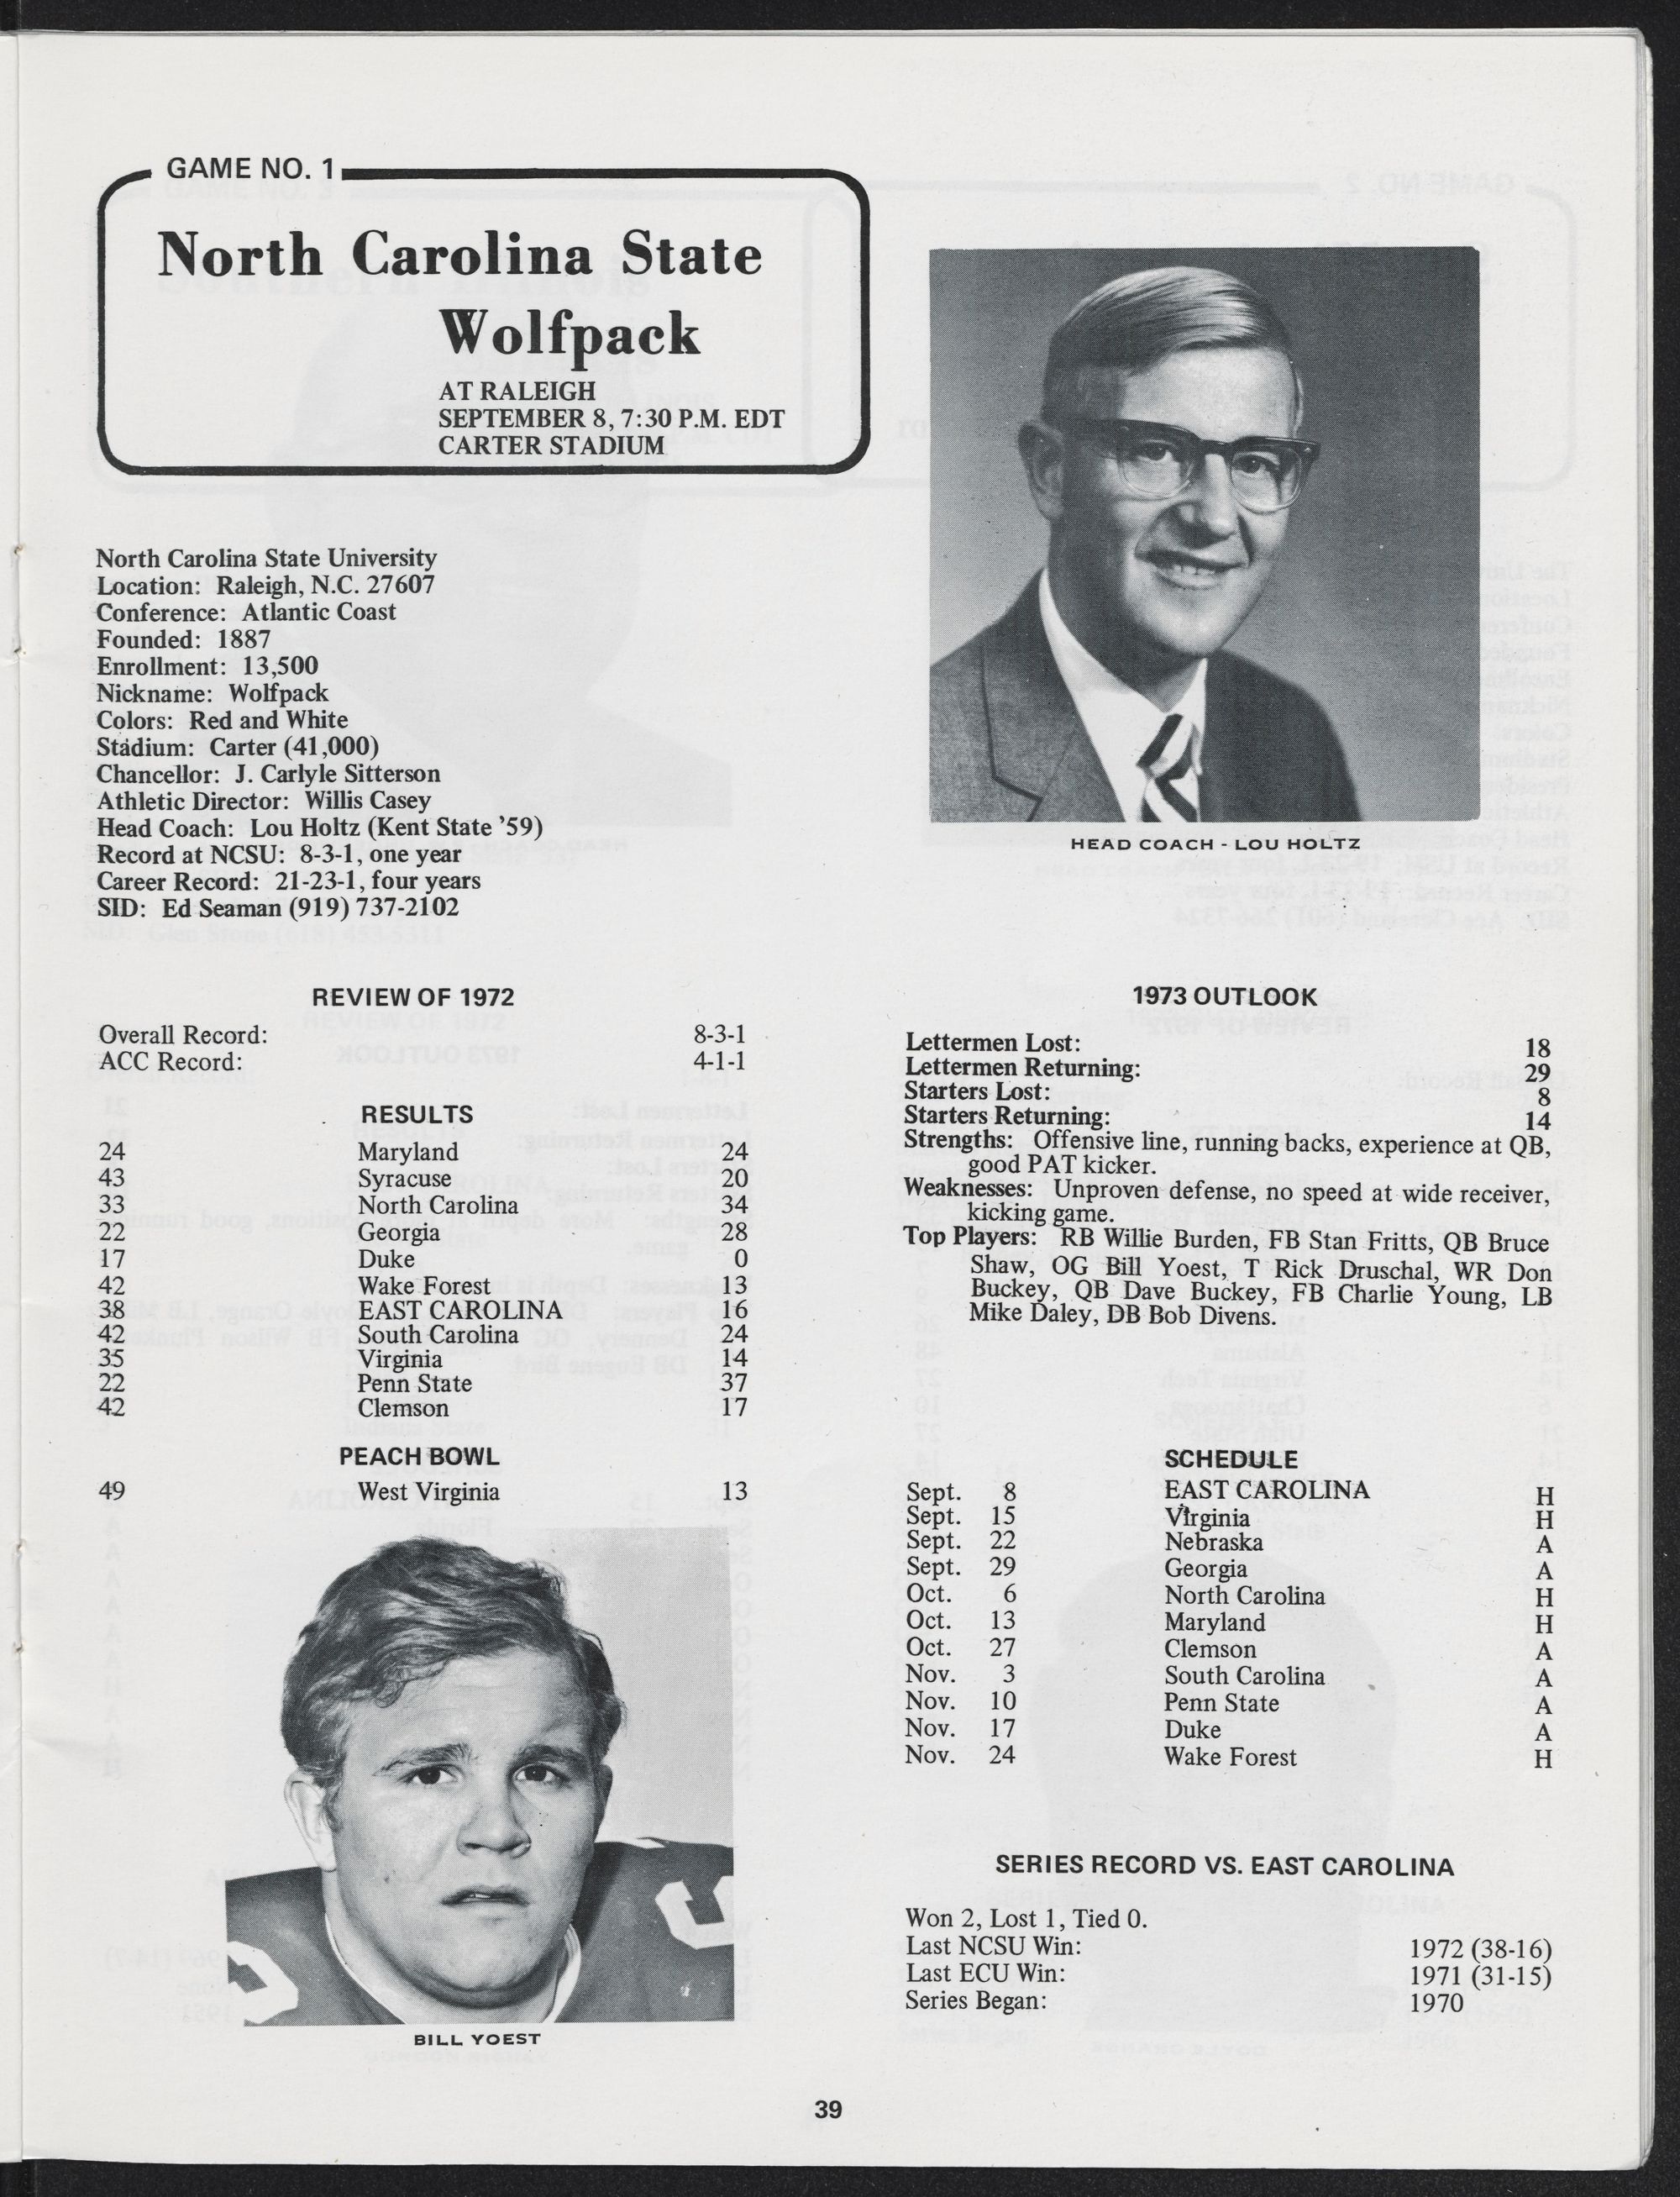 GAME NO. 1
North Carolina State
Wolfpack
AT RALEIGH
SEPTEMBER 8, 7:30 P.M. EDT
CARTER STADIUM
North Carolina State University
Location: Raleigh, N.C. 27607
Conference: Atlantic Coast
Founded: 1887
Enrollment: 13,500
Nickname: Wolfpack
Colors: Red and White
Stadium: Carter (41,000)
Chancellor: J. Carlyle Sitterson
Athletic Director: Willis Casey
Head Coach: Lou Holtz (Kent State '59)
Record at NCSU: 8-3-1, one year
Career Record: 21-23-1, four years
SID: Ed Seaman (919) 737-2102
HEAD COACH - LOU HOLTZ
REVIEW OF 1972
Overall Record: 8-3-1
ACC Record: 4-1-1
RESULTS
24 Maryland 24
43 Syracuse 20
33 North Carolina 34
22 Georgia 28
17 Duke 0
42 Wake Forest 13
38 EAST CAROLINA 16
42 South Carolina 24
35 Virginia 14
22 Penn State 37
42 Clemson 17
PEACH BOWL
49 West Virginia 13
BILL YOEST
1973 OUTLOOK
Lettermen Lost: 18
Lettermen Returning: 29
Starters Lost: 8
Starters Returning: 14
Strengths: Offensive line, running backs, experience at QB,
good PAT kicker.
Weaknesses: Unproven defense, no speed at wide receiver,
kicking game.
Top Players: RB Willie Burden, FB Stan Fritts, QB Bruce
Shaw, OG Bill Yoest, T Rick Druschal, WR Don
Buckey, QB Dave Buckey, FB Charlie Young, LB
Mike Daley, DB Bob Divens.
SCHEDULE
Sept. 8 EAST CAROLINA H
Sept. 15 Virginia H
Sept. 22 Nebraska A
Sept. 29 Georgia A
Oct. 6 North Carolina H
Oct. 13 Maryland H
Oct. 27 Clemson A
Nov. 3 South Carolina A
Nov. 10 Penn State A
Nov. 17 Duke A
Nov. 24 Wake Forest H
SERIES RECORD VS. EAST CAROLINA
Won 2, Lost 1, Tied 0.
Last NCSU Win: 1972 (38-16)
Last ECU Win: 1971 (31-15)
Series Began: 1970
39